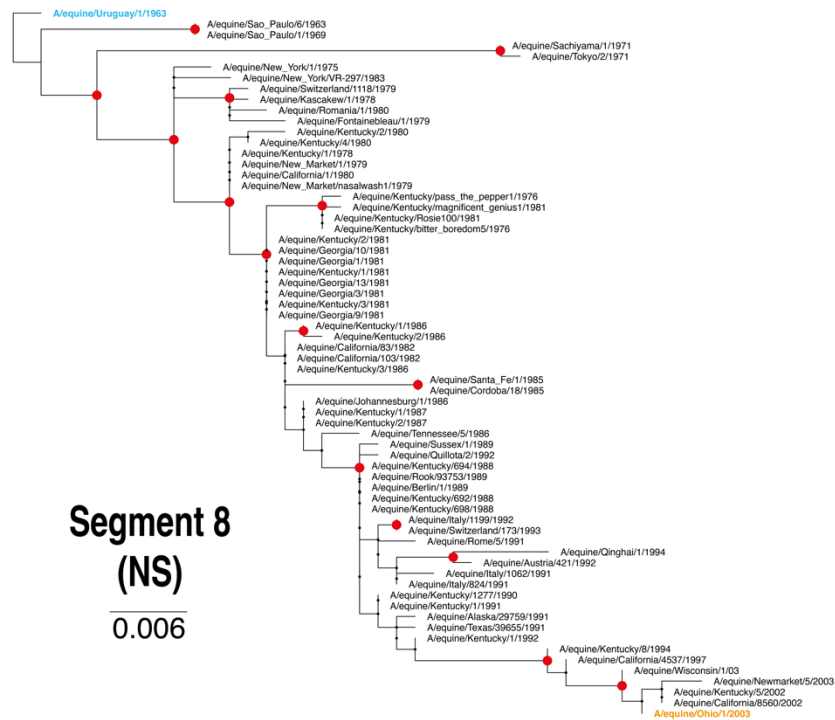 A/equine/Uruguay/1/1963
A/equine/Sao_Paulo/6/1963
A/equine/Sao_Paulo/1/1969
A/equine/Sachiyama/1/1971
A/equine/Tokyo/2/1971
A/equine/New_York/1/1975
A/equine/New_York/VR-297/1983
A/equine/Switzerland/1118/1979
A/equine/Kascakew/1/1978
A/equine/Romania/1/1980
A/equine/Fontainebleau/1/1979
A/equine/Kentucky/2/1980
A/equine/Kentucky/4/1980
A/equine/Kentucky/1/1978
A/equine/New_Market/1/1979
A/equine/California/1/1980
A/equine/New_Market/nasalwash1/1979
A/equine/Kentucky/pass_the_pepper1/1976
A/equine/Kentucky/magnificent_genius1/1981
A/equine/Kentucky/Rosie100/1981
A/equine/Kentucky/bitter_boredom5/1976
A/equine/Kentucky/2/1981
A/equine/Georgia/10/1981
A/equine/Georgia/1/1981
A/equine/Kentucky/1/1981
A/equine/Georgia/13/1981
A/equine/Georgia/3/1981
A/equine/Kentucky/3/1981
A/equine/Georgia/9/1981
A/equine/Kentucky/1/1986
A/equine/Kentucky/2/1986
A/equine/California/83/1982
A/equine/California/103/1982
A/equine/Kentucky/3/1986
A/equine/Santa_Fe/1/1985
A/equine/Cordoba/18/1985
A/equine/Johannesburg/1/1986
A/equine/Kentucky/1/1987
A/equine/Kentucky/2/1987
A/equine/Tennessee/5/1986
A/equine/Sussex/1/1989
A/equine/Quillota/2/1992
A/equine/Kentucky/694/1988
A/equine/Rook/93753/1989
A/equine/Berlin/1/1989
A/equine/Kentucky/692/1988
A/equine/Kentucky/698/1988
A/equine/Italy/1199/1992
A/equine/Switzerland/173/1993
A/equine/Rome/5/1991
A/equine/Qinghai/1/1994
A/equine/Austria/421/1992
A/equine/Italy/1062/1991
A/equine/Italy/824/1991
A/equine/Kentucky/1277/1990
A/equine/Kentucky/1/1991
A/equine/Alaska/29759/1991
A/equine/Texas/39655/1991
A/equine/Kentucky/1/1992
A/equine/Kentucky/8/1994
A/equine/California/4537/1997
A/equine/Wisconsin/1/03
A/equine/Newmarket/5/2003
A/equine/Kentucky/5/2002
A/equine/California/8560/2002
A/equine/Ohio/1/2003
Segment 8
(NS)
0.006